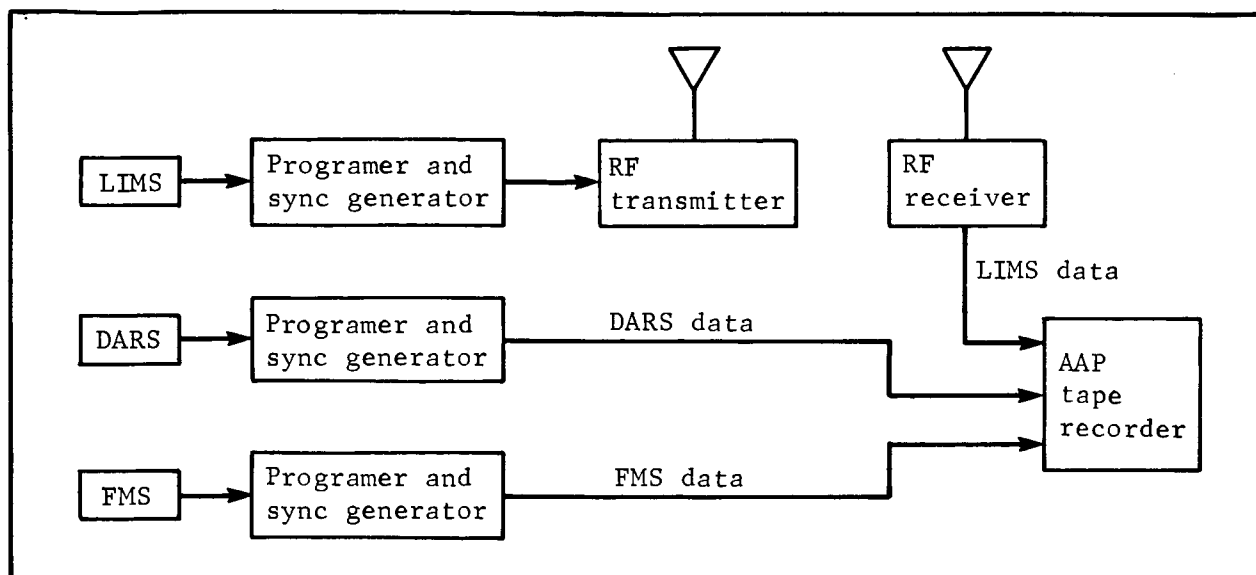 LIMS
Programer and
sync generator
RF
transmitter
RF
receiver
LIMS data
DARS
Programer and
sync generator
DARS data
AAP
tape
recorder
FMS
Programer and
sync generator
FMS data